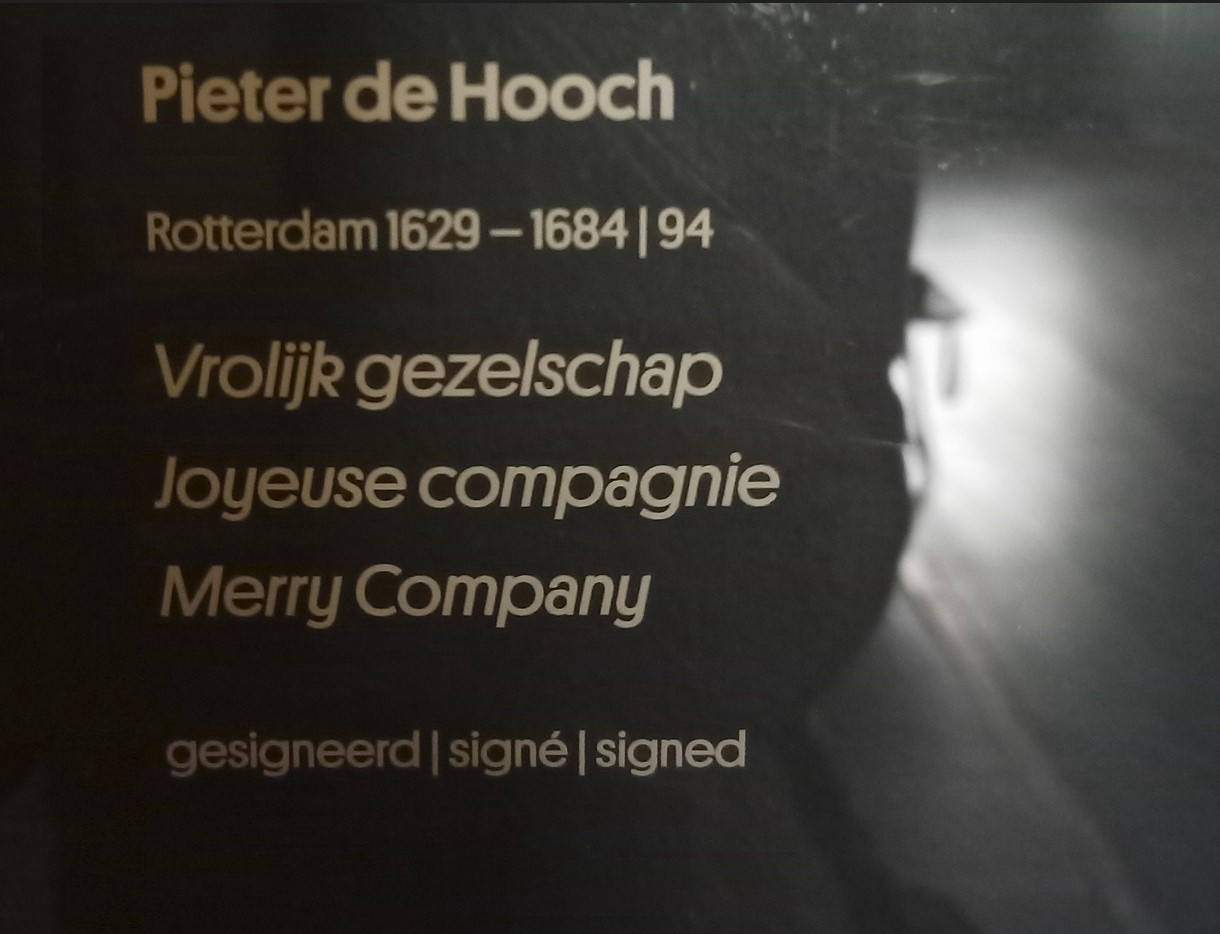 Pieter de Hooch
Rotterdam 1629 – 1684 | 94
Vrolijk gezelschap
Joyeuse compagnie
Merry Company
gesigneerd | signé | signed